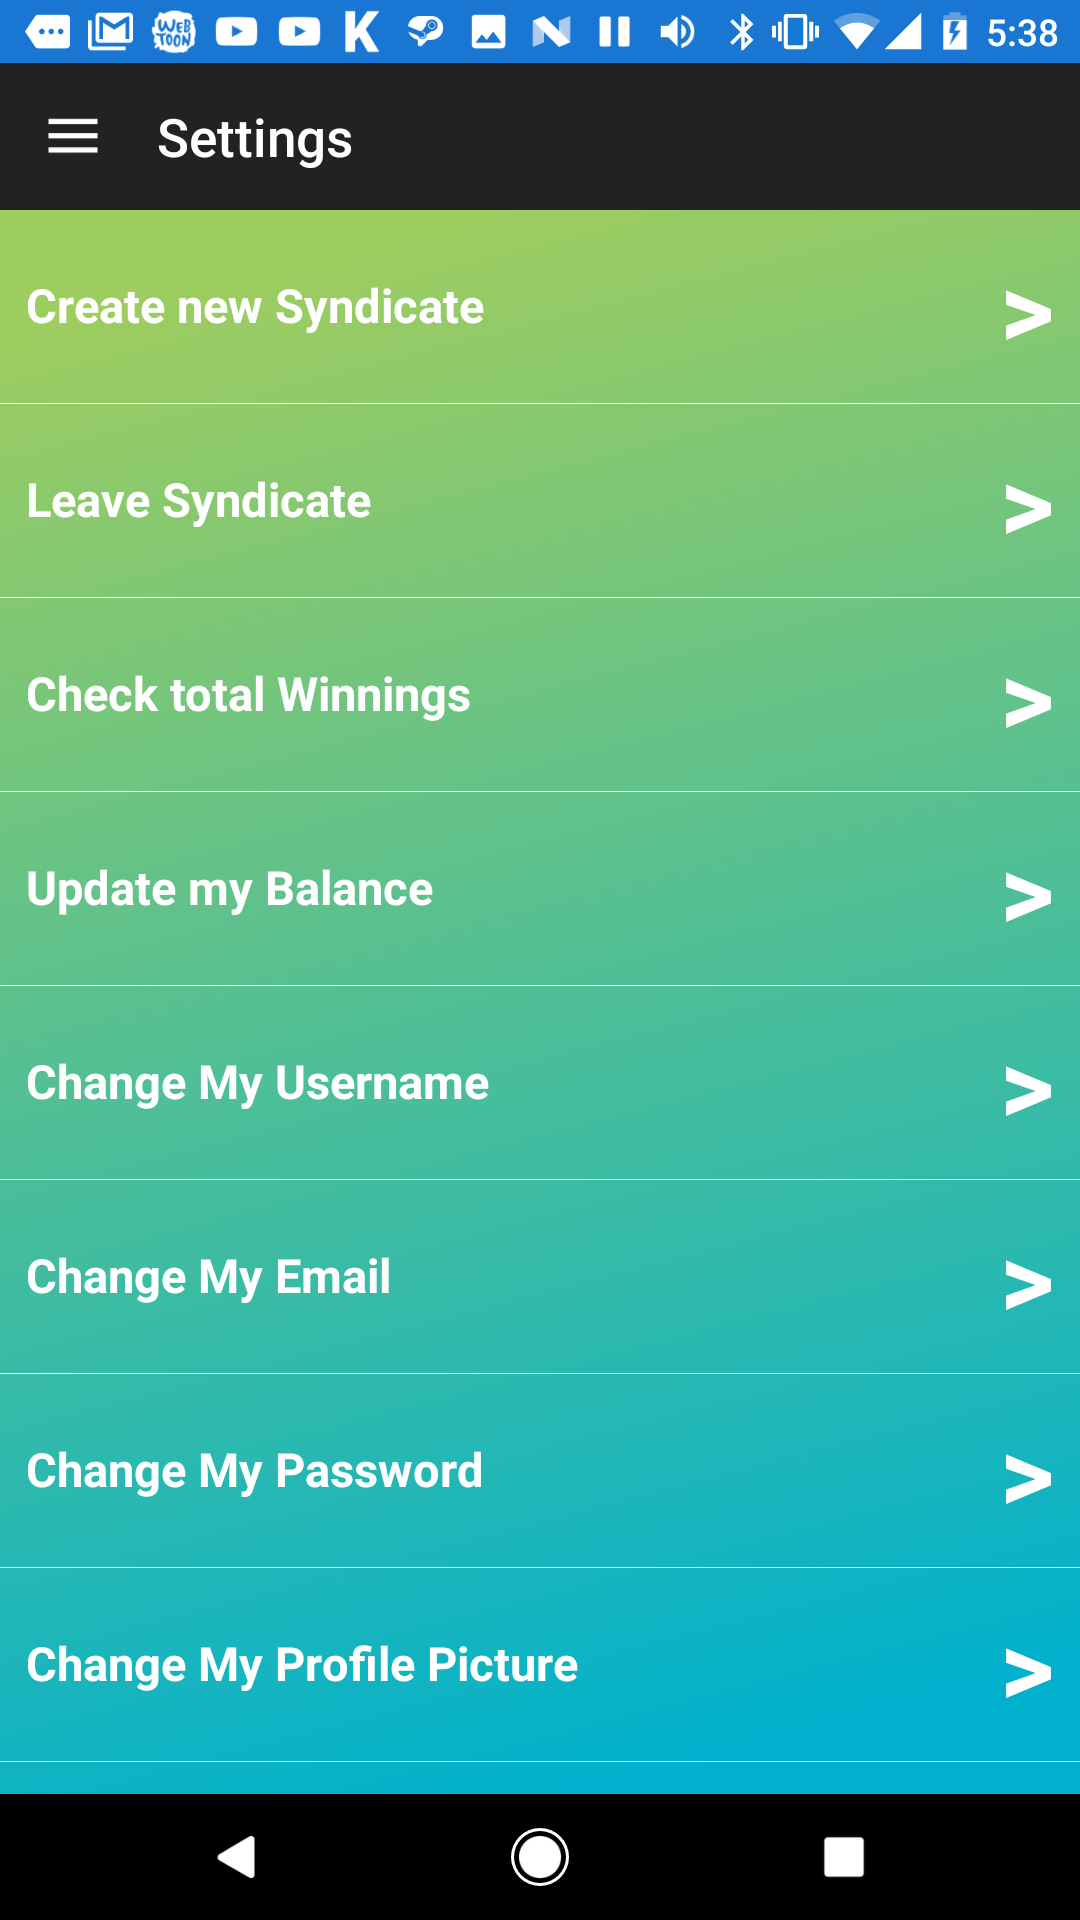 WEB
TOON
5:38
Settings
Create new Syndicate >
Leave Syndicate >
Check total Winnings >
Update my Balance >
Change My Username >
Change My Email >
Change My Password >
Change My Profile Picture >